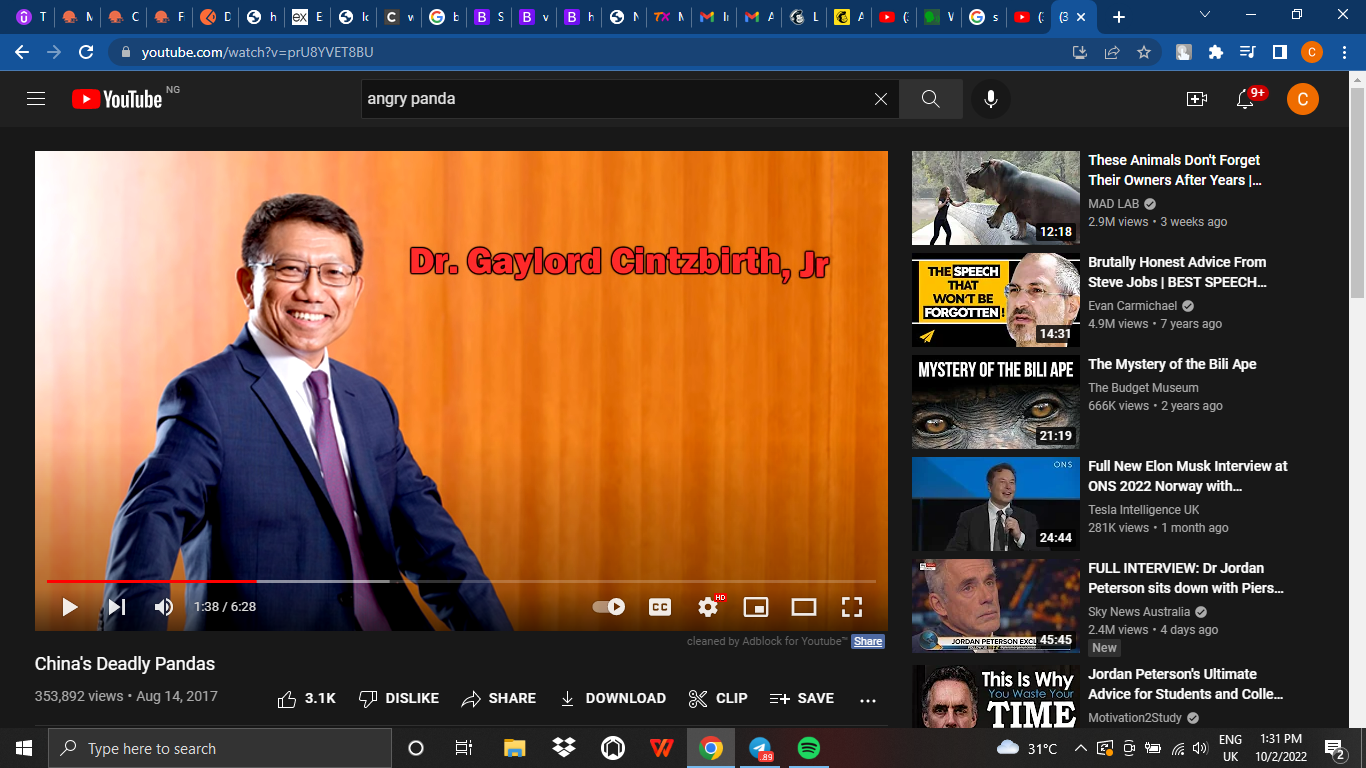 T
M
C
F
D
h
ex E
k
C w
G b
B S
B v
B h
N
TX M
M
M A
L
A
(3
W
G s
(3
(3
youtube.com/watch?v=prU8YVET8BU
C
YouTube NG
angry panda
9+
C
Dr. Gaylord Cintzbirth, Jr
1:38 / 6:28
CC
HD
cleaned by Adblock for Youtube™ Share
China's Deadly Pandas
353,892 views • Aug 14, 2017
3.1K
DISLIKE
SHARE
DOWNLOAD
CLIP
SAVE
12:18
These Animals Don't Forget
Their Owners After Years |...
MAD LAB
2.9M views • 3 weeks ago
THE SPEECH
THAT
WON'T BE
FORGOTTEN!
14:31
Brutally Honest Advice From
Steve Jobs | BEST SPEECH...
Evan Carmichael
4.9M views • 7 years ago
MYSTERY OF THE BILI APE
21:19
The Mystery of the Bili Ape
The Budget Museum
666K views • 2 years ago
ONS
24:44
Full New Elon Musk Interview at
ONS 2022 Norway with...
Tesla Intelligence UK
281K views • 1 month ago
JORDAN PETERSON EXCL
45:45
FULL INTERVIEW: Dr Jordan
Peterson sits down with Piers...
Sky News Australia
2.4M views • 4 days ago
New
This Is Why
You Waste Your
TIME
Jordan Peterson's Ultimate
Advice for Students and Colle...
Motivation2Study
Type here to search
.89
31°C
ENG
UK
1:31 PM
10/2/2022
2